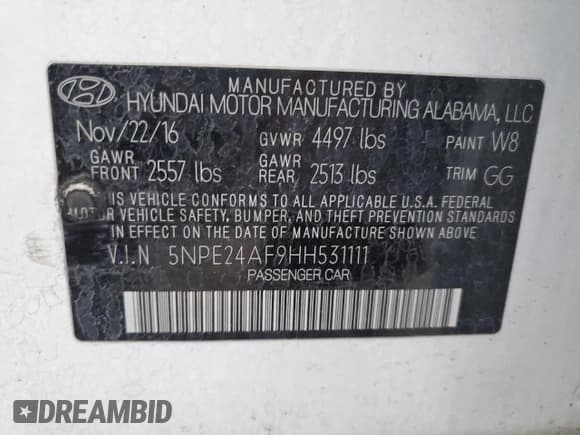 MANUFACTURED BY
HYUNDAI MOTOR MANUFACTURING ALABAMA, LLC
Nov/22/16 GVWR 4497 lbs PAINT W8
GAWR FRONT 2557 lbs GAWR REAR 2513 lbs TRIM GG
THIS VEHICLE CONFORMS TO ALL APPLICABLE U.S.A. FEDERAL
MOTOR VEHICLE SAFETY, BUMPER, AND THEFT PREVENTION
STANDARDS IN EFFECT ON THE DATE OF MANUFACTURE SHOWN ABOVE
V.I.N 5NPE24AF9HH531111
PASSENGER CAR
DREAMBID